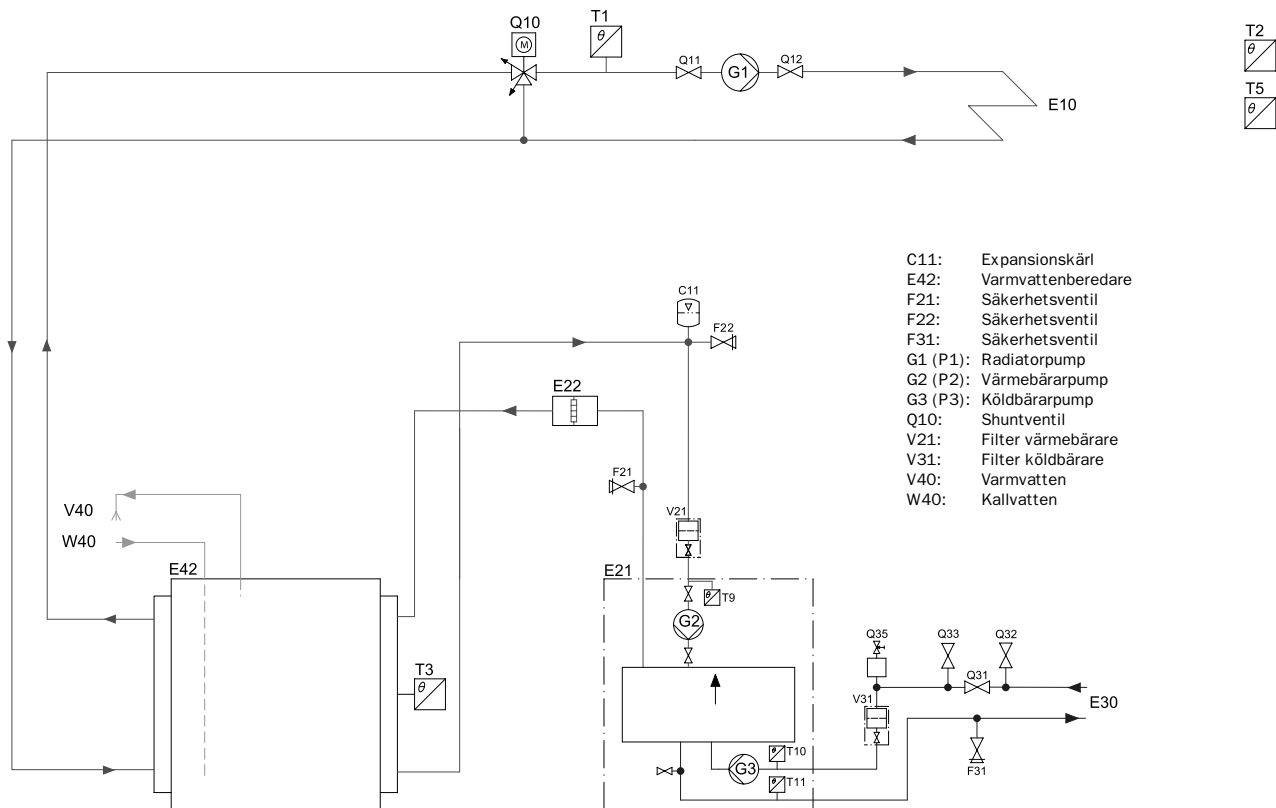 Q10
M
T1
θ
T2
θ
Q11
G1
Q12
T5
θ
E10
C11: Expansionskärl
E42: Varmvattenberedare
F21: Säkerhetsventil
F22: Säkerhetsventil
F31: Säkerhetsventil
G1 (P1): Radiatorpump
G2 (P2): Värmebärarpump
G3 (P3): Köldbärarpump
Q10: Shuntventil
V21: Filter värmebärare
V31: Filter köldbärare
V40: Varmvatten
W40: Kallvatten
C11
F22
E22
F21
V21
V40
W40
E42
E21
θ T9
G2
T3
θ
Q35
Q33
Q32
Q31
E30
V31
θ T10
G3
θ T11
F31